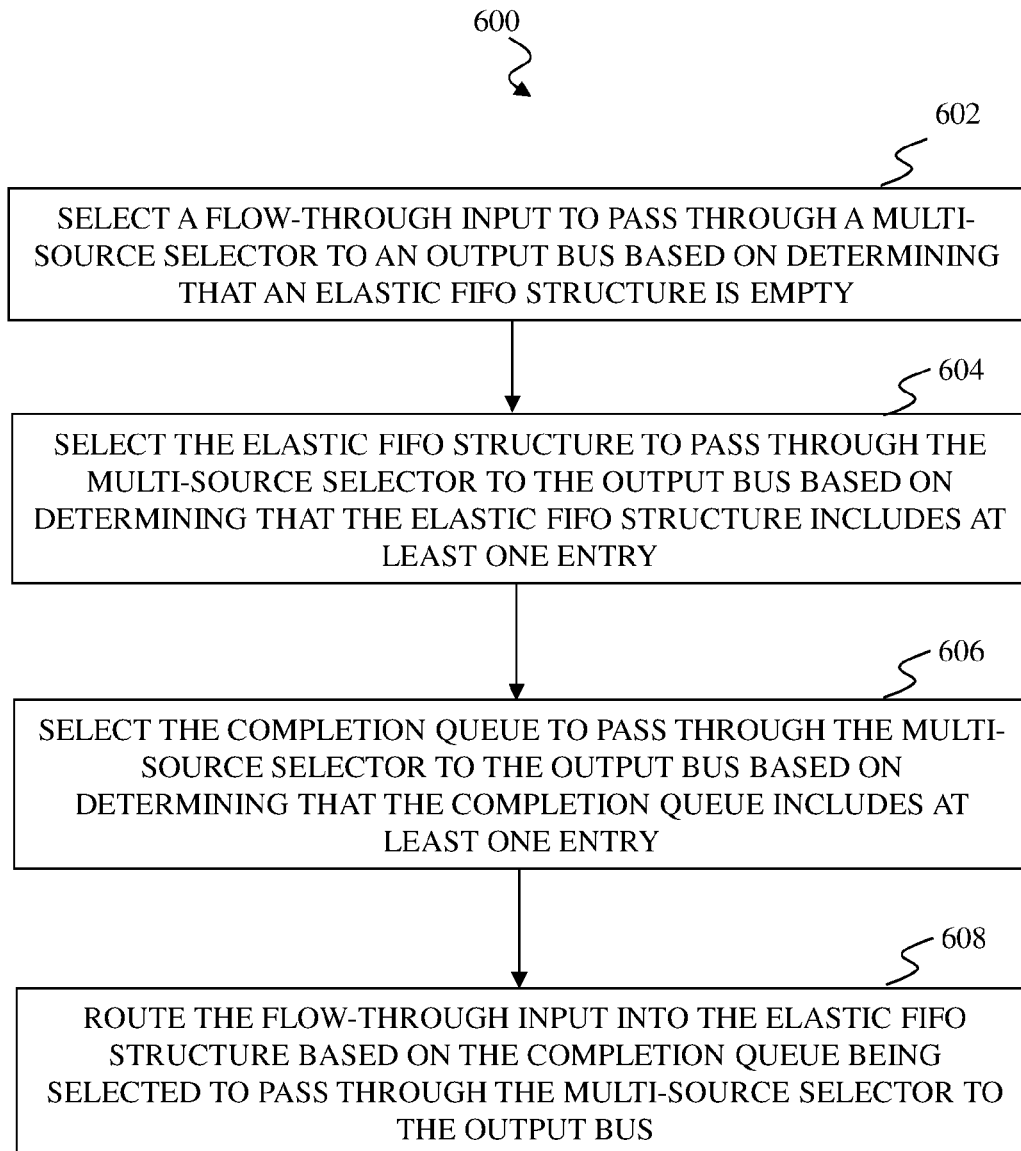 600
602
SELECT A FLOW-THROUGH INPUT TO PASS THROUGH A MULTI-
SOURCE SELECTOR TO AN OUTPUT BUS BASED ON DETERMINING
THAT AN ELASTIC FIFO STRUCTURE IS EMPTY
604
SELECT THE ELASTIC FIFO STRUCTURE TO PASS THROUGH THE
MULTI-SOURCE SELECTOR TO THE OUTPUT BUS BASED ON
DETERMINING THAT THE ELASTIC FIFO STRUCTURE INCLUDES AT
LEAST ONE ENTRY
606
SELECT THE COMPLETION QUEUE TO PASS THROUGH THE MULTI-
SOURCE SELECTOR TO THE OUTPUT BUS BASED ON
DETERMINING THAT THE COMPLETION QUEUE INCLUDES AT
LEAST ONE ENTRY
608
ROUTE THE FLOW-THROUGH INPUT INTO THE ELASTIC FIFO
STRUCTURE BASED ON THE COMPLETION QUEUE BEING
SELECTED TO PASS THROUGH THE MULTI-SOURCE SELECTOR TO
THE OUTPUT BUS